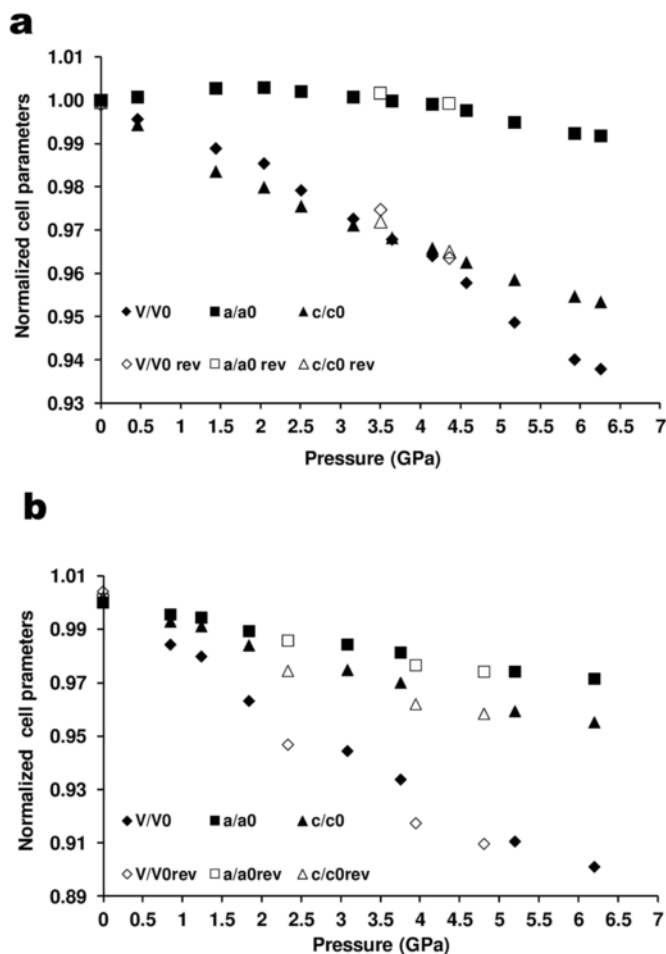 a
1.01
1.00
0.99
0.98
0.97
0.96
0.95
0.94
0.93
Normalized cell parameters
V/V0 a/a0 c/c0
V/V0 rev a/a0 rev c/c0 rev
0 0.5 1 1.5 2 2.5 3 3.5 4 4.5 5 5.5 6 6.5 7
Pressure (GPa)
b
1.01
0.99
0.97
0.95
0.93
0.91
0.89
Normalized cell prameters
V/V0 a/a0 c/c0
V/V0rev a/a0rev c/c0rev
0 0.5 1 1.5 2 2.5 3 3.5 4 4.5 5 5.5 6 6.5 7
Pressure (GPa)